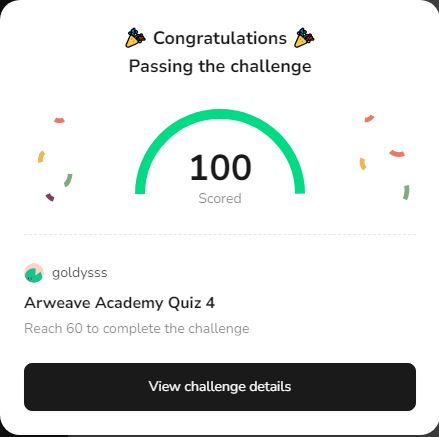 🎉 Congratulations 🎉
Passing the challenge
100
Scored
goldysss
Arweave Academy Quiz 4
Reach 60 to complete the challenge
View challenge details